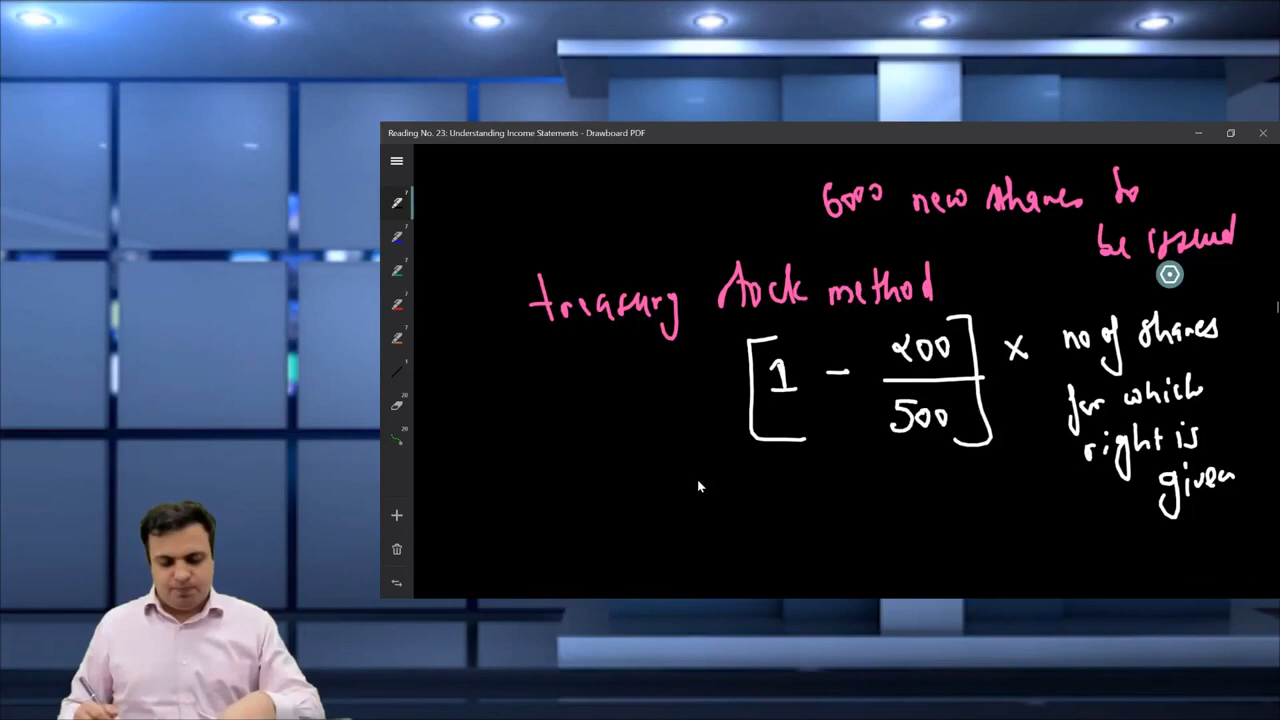 Reading No. 23: Understanding Income Statements - Drawboard PDF
6000 new shares to
be issued
treasury stock method
[1 - 200/500] × no of shares
for which
right is
given